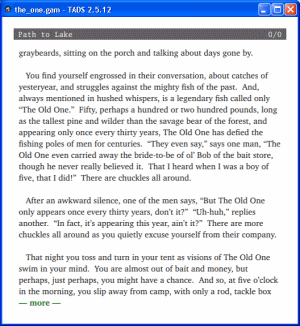 the_one.gam - TADS 2.5.12
Path to Lake 0/0
graybeards, sitting on the porch and talking about days gone by.
You find yourself engrossed in their conversation, about catches of
yesteryear, and struggles against the mighty fish of the past. And,
always mentioned in hushed whispers, is a legendary fish called only
“The Old One.” Fifty, perhaps a hundred or two hundred pounds, long
as the tallest pine and wilder than the savage bear of the forest, and
appearing only once every thirty years, The Old One has defied the
fishing poles of men for centuries. “They even say,” says one man, “The
Old One even carried away the bride-to-be of ol’ Bob of the bait store,
though he never really believed it. That I heard when I was a boy of
five, that I did!” There are chuckles all around.
After an awkward silence, one of the men says, “But The Old One
only appears once every thirty years, don’t it?” “Uh-huh,” replies
another. “In fact, it’s appearing this year, ain’t it?” There are more
chuckles all around as you quietly excuse yourself from their company.
That night you toss and turn in your tent as visions of The Old One
swim in your mind. You are almost out of bait and money, but
perhaps, just perhaps, you might have a chance. And so, at five o’clock
in the morning, you slip away from camp, with only a rod, tackle box
— more —